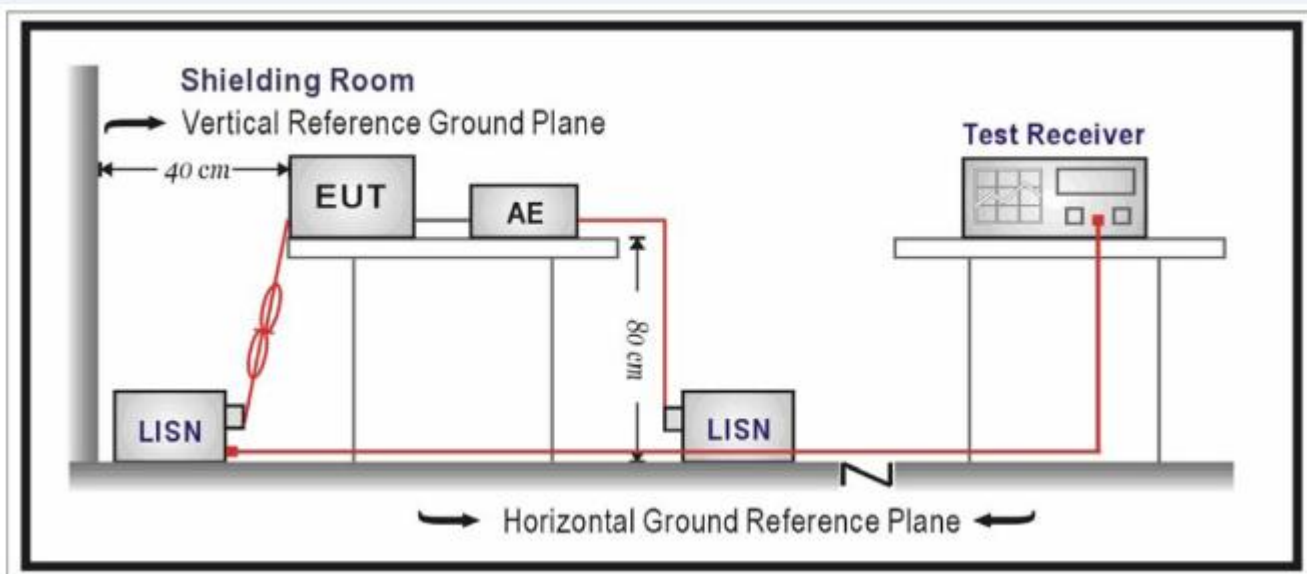 Shielding Room
Vertical Reference Ground Plane
40 cm
EUT
AE
Test Receiver
80 cm
LISN
LISN
Horizontal Ground Reference Plane